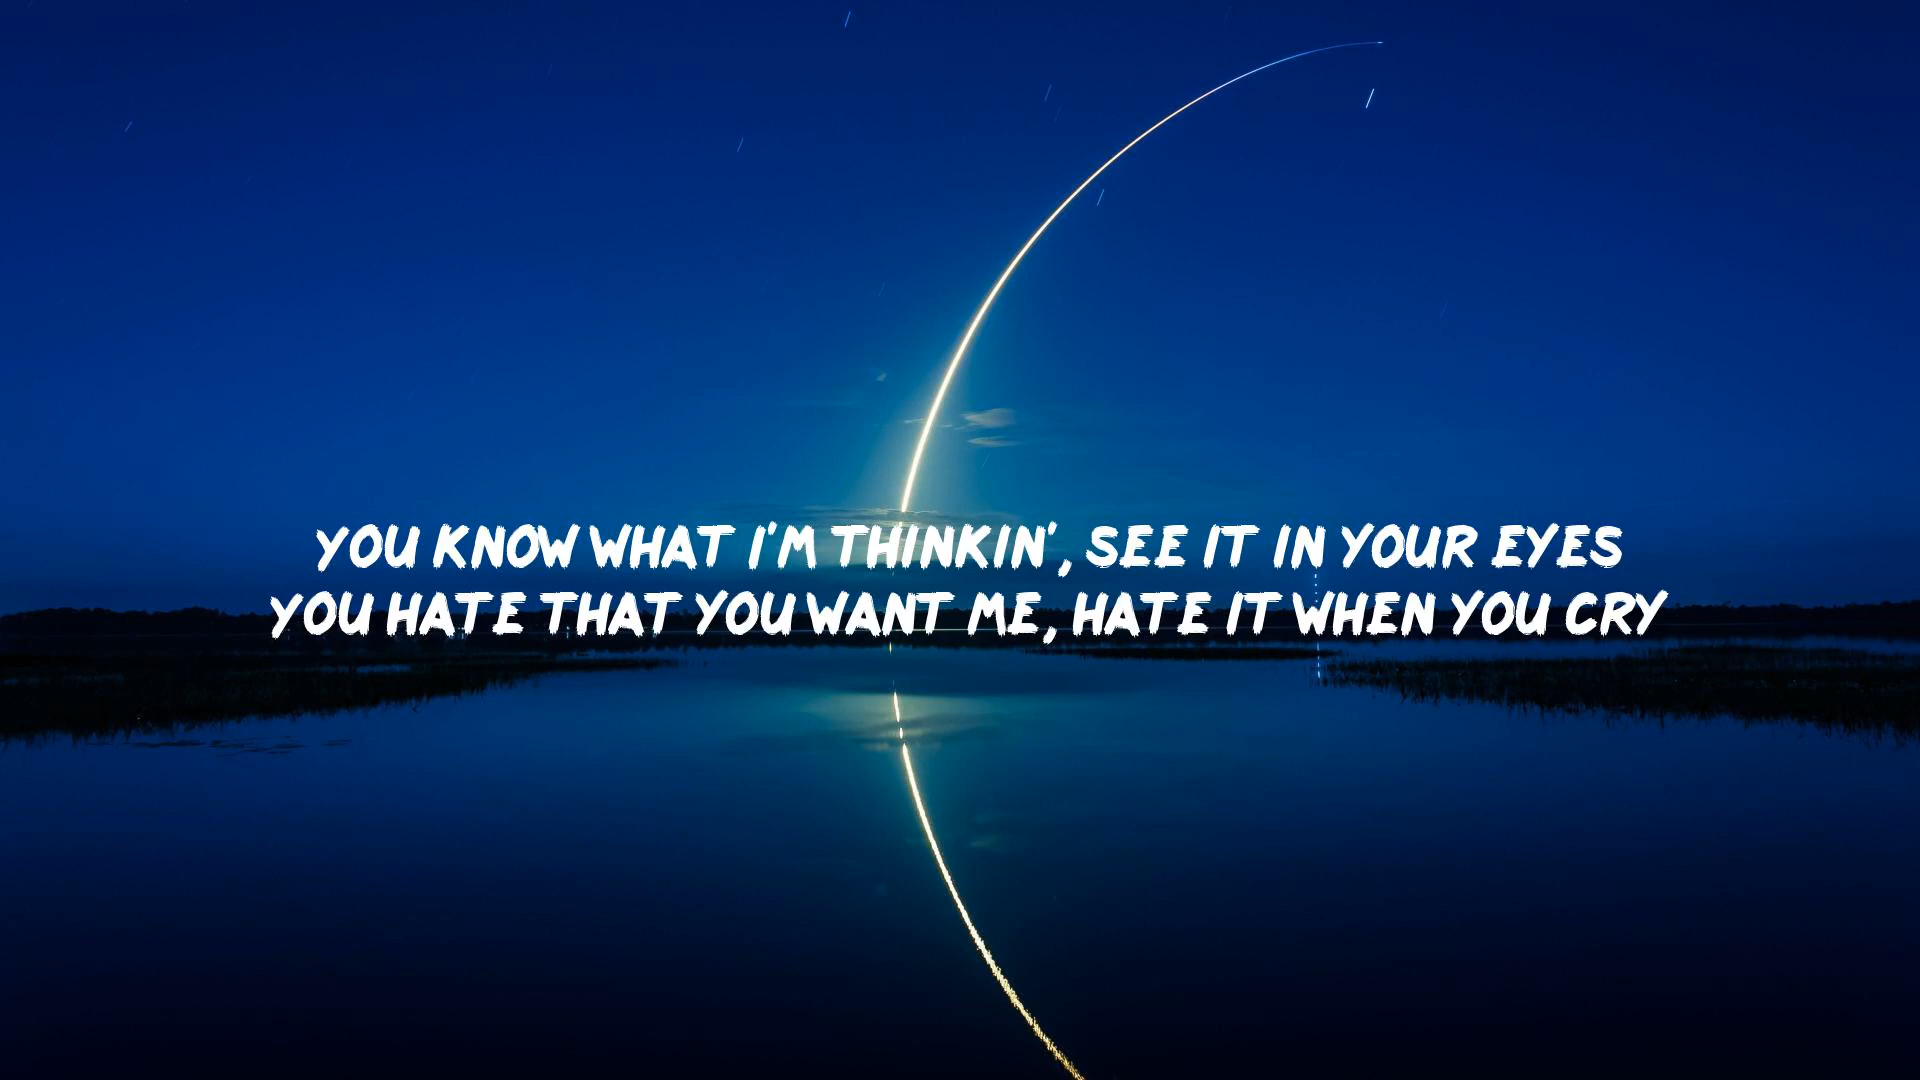 YOU KNOW WHAT I'M THINKIN', SEE IT IN YOUR EYES
YOU HATE THAT YOU WANT ME, HATE IT WHEN YOU CRY